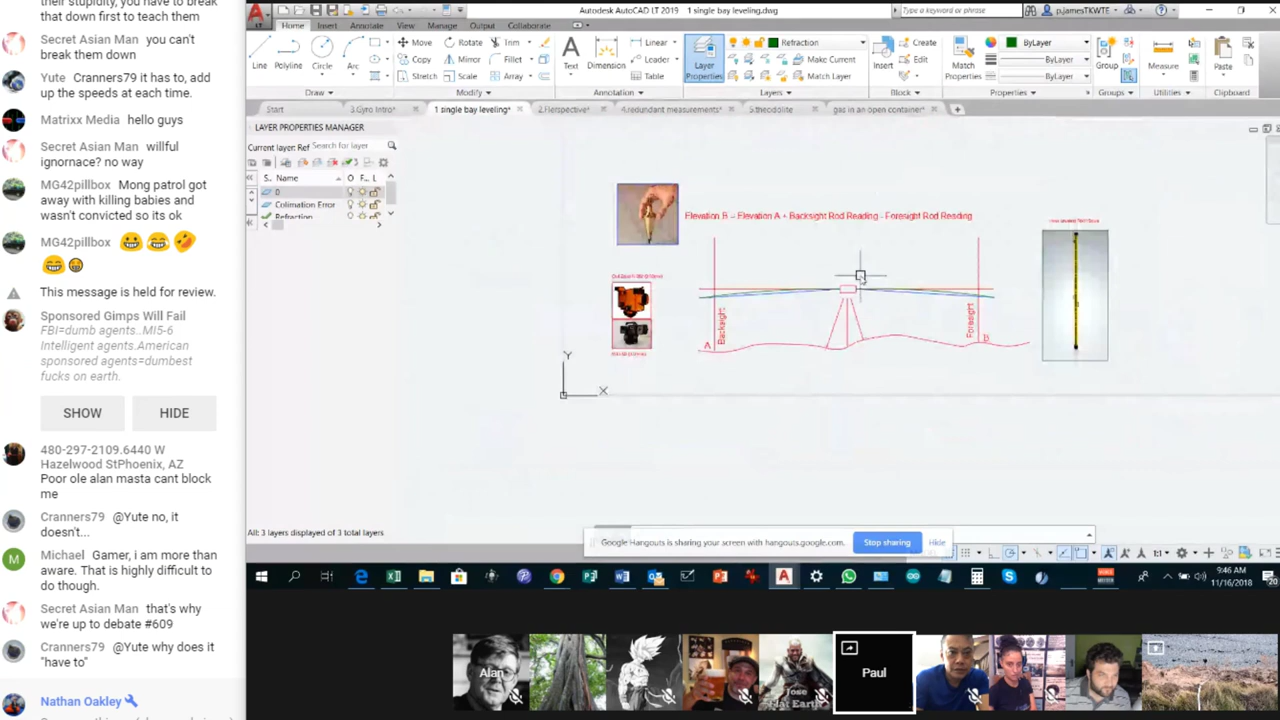 their stupidity, you have to break
that down first to teach them
Secret Asian Man you can't
break them down
Yute Cranners79 it has to, add
up the speeds at each time.
Matrixx Media hello guys
Secret Asian Man willful
ignornace? no way
MG42pillbox Mong patrol got
away with killing babies and
wasn't convicted so its ok
MG42pillbox
This message is held for review.
Sponsored Gimps Will Fail
FBI=dumb agents..MI5-6
Intelligent agents.American
sponsored agents=dumbest
fucks on earth.
SHOW HIDE
480-297-2109.6440 W
Hazelwood StPhoenix, AZ
Poor ole alan masta cant block
me
Cranners79 @Yute no, it
doesn't...
Michael Gamer, i am more than
aware. That is highly difficult to
do though.
Secret Asian Man that's why
we're up to debate #609
Cranners79 @Yute why does it
"have to"
Nathan Oakley
Autodesk AutoCAD LT 2019 1 single bay leveling.dwg
Type a keyword or phrase
p.jamesTKWTE
LT
Home Insert Annotate View Manage Output Collaborate
Line Polyline Circle Arc
Move Rotate Trim
Copy Mirror Fillet
Stretch Scale Array
Draw Modify
Text Dimension
Linear
Leader
Table
Annotation
Layer
Properties
Refraction
Make Current
Match Layer
Layers
Insert
Create
Edit
Block
Match
Properties
ByLayer
ByLayer
ByLayer
Properties
Group
Groups
Measure
Utilities
Paste
Clipboard
Start 3.Gyro Intro* 1 single bay leveling* 2.Perspective* 4.redundant measurements* 5.theodolite gas in an open container*
LAYER PROPERTIES MANAGER
Current layer: Ref Search for layer
S.. Name O F... L
0
Colimation Error
Refraction
All: 3 layers displayed of 3 total layers
Elevation B = Elevation A + Backsight Rod Reading - Foresight Rod Reading
Backsight
Foresight
A
B
Y
X
Google Hangouts is sharing your screen with hangouts.google.com.
Stop sharing
Hide
1:1
9:46 AM
11/16/2018
20
Alan
Jose
Flat Earth
Paul